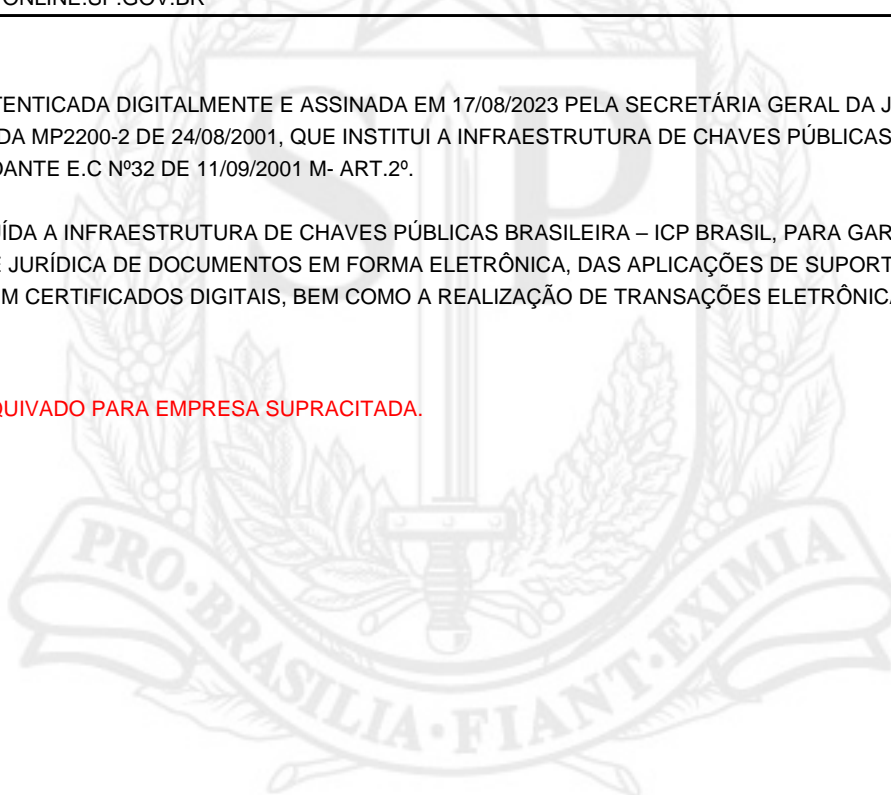 ONLINE.SP.GOV.BR
TENTICADA DIGITALMENTE E ASSINADA EM 17/08/2023 PELA SECRETÁRIA GERAL DA J
DA MP2200-2 DE 24/08/2001, QUE INSTITUI A INFRAESTRUTURA DE CHAVES PÚBLICAS
DANTE E.C Nº32 DE 11/09/2001 M- ART.2º.
ÍDA A INFRAESTRUTURA DE CHAVES PÚBLICAS BRASILEIRA – ICP BRASIL, PARA GAR
E JURÍDICA DE DOCUMENTOS EM FORMA ELETRÔNICA, DAS APLICAÇÕES DE SUPORT
M CERTIFICADOS DIGITAIS, BEM COMO A REALIZAÇÃO DE TRANSAÇÕES ELETRÔNICA
QUIVADO PARA EMPRESA SUPRACITADA.
SP
PRO·BRASILIA·FIANT·EXIMIA